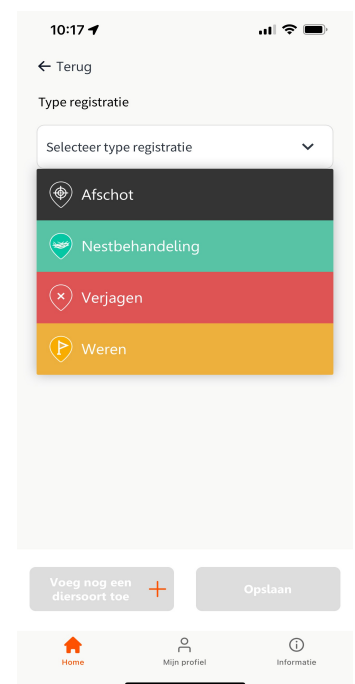 10:17
Terug
Type registratie
Selecteer type registratie
Afschot
Nestbehandeling
Verjagen
Weren
Voeg nog een
diersoort toe
Opslaan
Home
Mijn profiel
Informatie